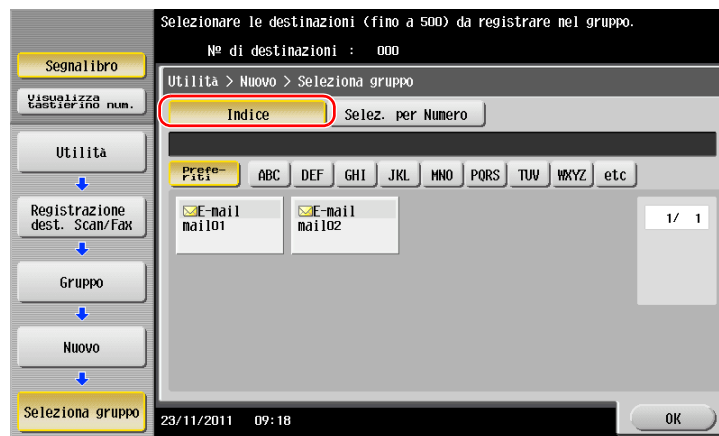 Selezionare le destinazioni (fino a 500) da registrare nel gruppo.
Nº di destinazioni : 000
Segnalibro
Visualizza
tastierino num.
Utilità
Registrazione
dest. Scan/Fax
Gruppo
Nuovo
Seleziona gruppo
Utilità > Nuovo > Seleziona gruppo
Indice
Selez. per Numero
Prefe-
riti
ABC
DEF
GHI
JKL
MNO
PQRS
TUV
WXYZ
etc
E-mail
mail01
E-mail
mail02
1/ 1
23/11/2011 09:18
OK